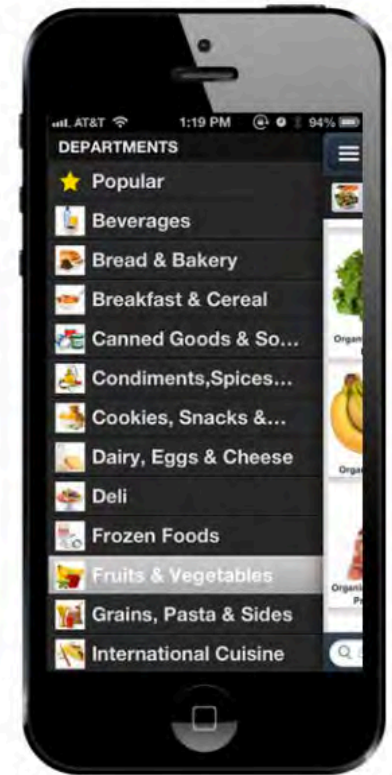 AT&T 1:19 PM 94%
DEPARTMENTS
Popular
Beverages
Bread & Bakery
Breakfast & Cereal
Canned Goods & So...
Condiments,Spices...
Cookies, Snacks &...
Dairy, Eggs & Cheese
Deli
Frozen Foods
Fruits & Vegetables
Grains, Pasta & Sides
International Cuisine